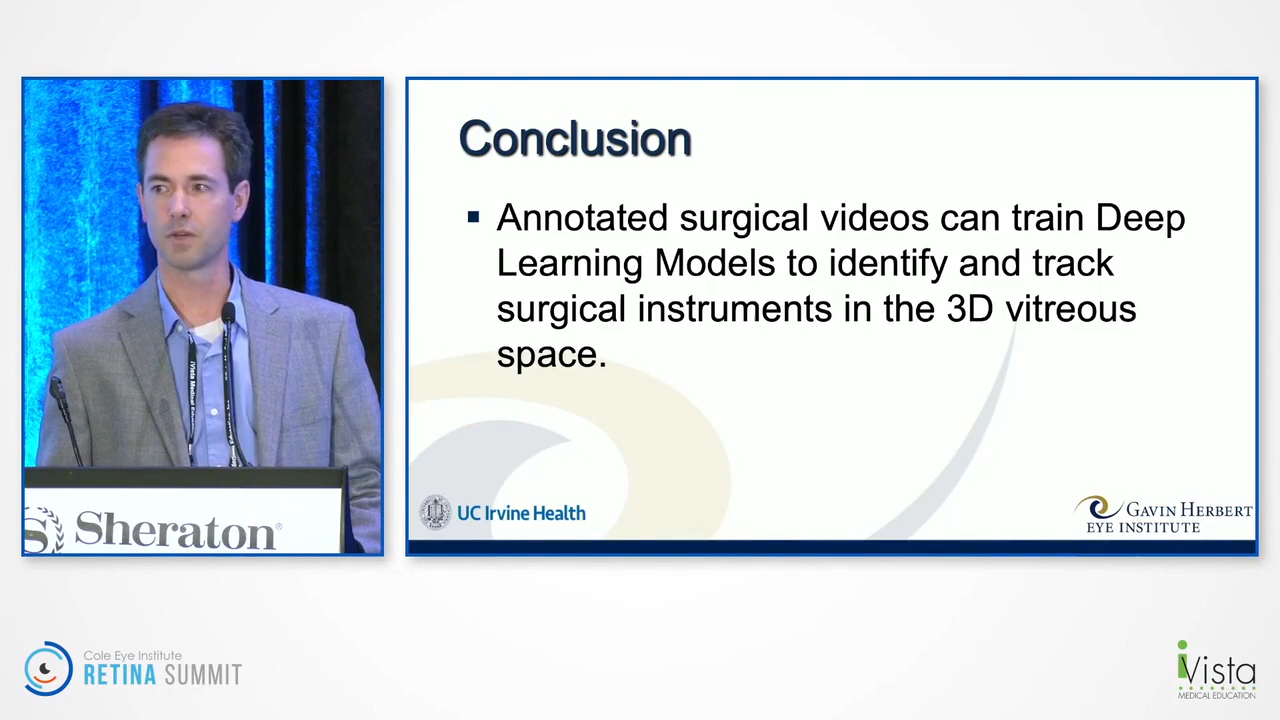 Conclusion
Annotated surgical videos can train Deep
Learning Models to identify and track
surgical instruments in the 3D vitreous
space.
UC Irvine Health
GAVIN HERBERT
EYE INSTITUTE
S Sheraton®
Cole Eye Institute
RETINA SUMMIT
iVista
MEDICAL EDUCATION